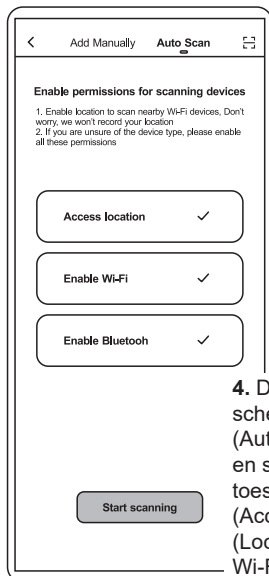 Add Manually Auto Scan
Enable permissions for scanning devices
1. Enable location to scan nearby Wi-Fi devices, Don't
worry, we won't record your location
2. If you are unsure of the device type, please enable
all these permissions
Access location
Enable Wi-Fi
Enable Bluetooh
4. D
sche
(Aut
en s
toes
(Acc
(Loc
Wi-F
Start scanning